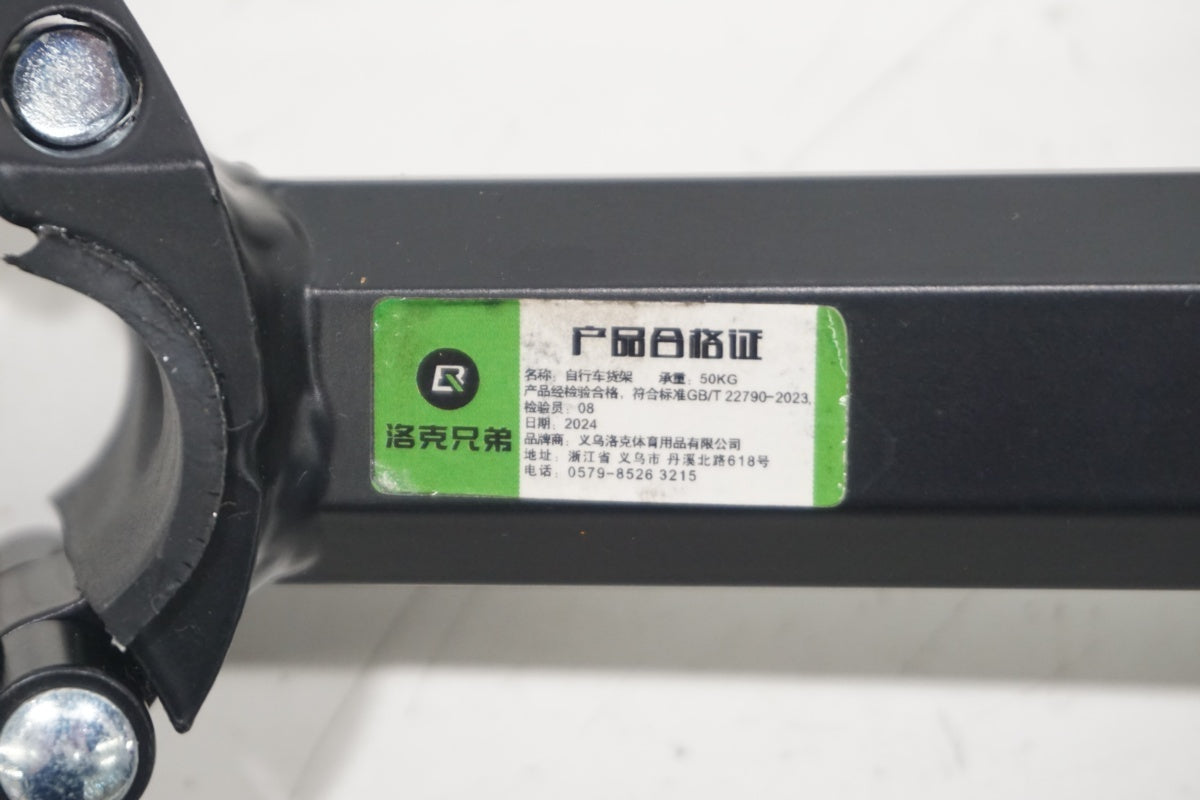 洛克兄弟
产品合格证
名称：自行车货架 承重：50KG
产品经检验合格，符合标准GB/T 22790-2023.
检验员：08
日期：2024
品牌商：义乌洛克体育用品有限公司
地址：浙江省 义乌市 丹溪北路618号
电话：0579-8526 3215